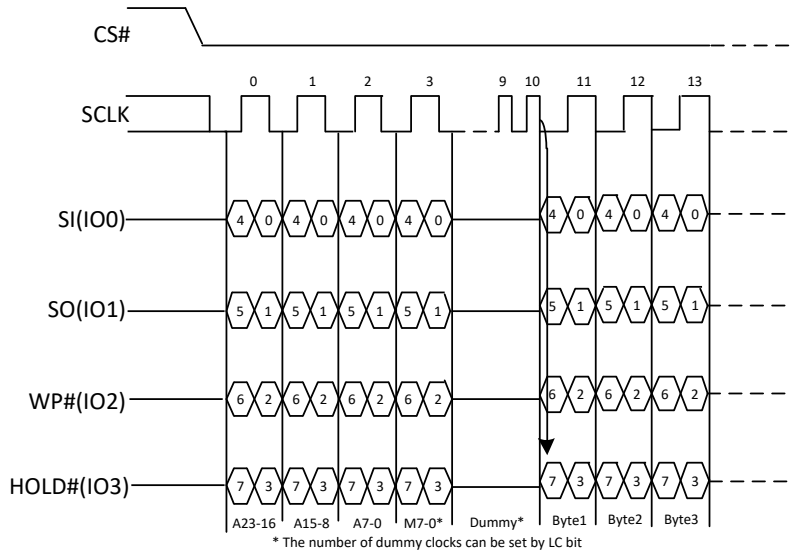 CS#
0 1 2 3 9 10 11 12 13
SCLK
SI(IO0) 4 0 4 0 4 0 4 0 4 0 4 0 4 0
SO(IO1) 5 1 5 1 5 1 5 1 5 1 5 1 5 1
WP#(IO2) 6 2 6 2 6 2 6 2 6 2 6 2 6 2
HOLD#(IO3) 7 3 7 3 7 3 7 3 7 3 7 3 7 3
A23-16 A15-8 A7-0 M7-0* Dummy* Byte1 Byte2 Byte3
* The number of dummy clocks can be set by LC bit